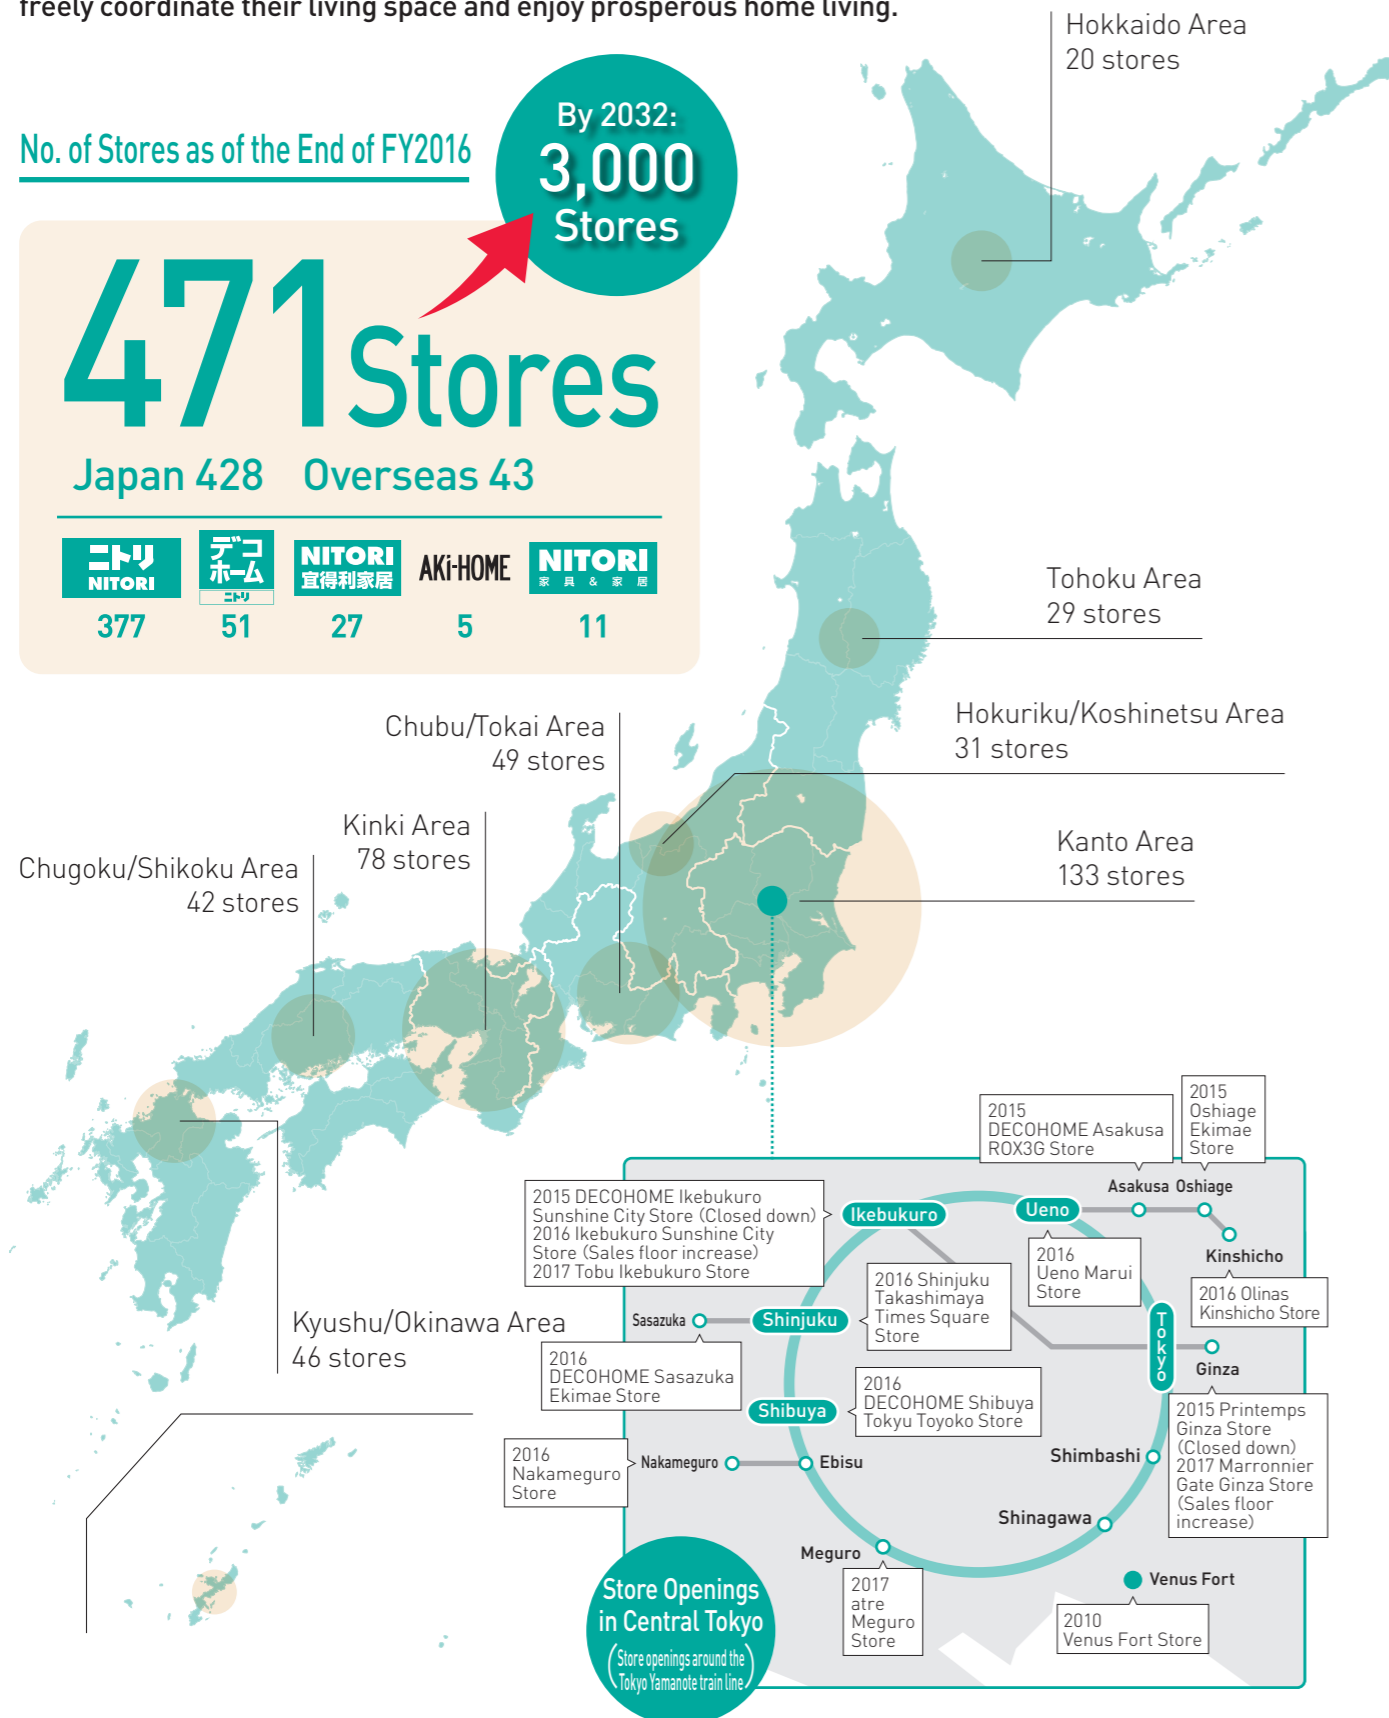 freely coordinate their living space and enjoy prosperous home living.
No. of Stores as of the End of FY2016
By 2032:
3,000
Stores
471 Stores
Japan 428 Overseas 43
ニトリ
NITORI
377
デコ
ホーム
ニトリ
51
NITORI
宜得利家居
27
AKi-HOME
5
NITORI
家具&家居
11
Hokkaido Area
20 stores
Tohoku Area
29 stores
Hokuriku/Koshinetsu Area
31 stores
Kanto Area
133 stores
Chubu/Tokai Area
49 stores
Kinki Area
78 stores
Chugoku/Shikoku Area
42 stores
Kyushu/Okinawa Area
46 stores
2015
DECOHOME Asakusa
ROX3G Store
2015
Oshiage
Ekimae
Store
Asakusa
Oshiage
Kinshicho
2016 Olinas
Kinshicho Store
2015 DECOHOME Ikebukuro
Sunshine City Store (Closed down)
2016 Ikebukuro Sunshine City
Store (Sales floor increase)
2017 Tobu Ikebukuro Store
Ikebukuro
Ueno
2016
Ueno Marui
Store
2016 Shinjuku
Takashimaya
Times Square
Store
Sasazuka
Shinjuku
2016
DECOHOME Sasazuka
Ekimae Store
Tokyo
Ginza
2015 Printemps
Ginza Store
(Closed down)
2017 Marronnier
Gate Ginza Store
(Sales floor
increase)
Shibuya
2016
DECOHOME Shibuya
Tokyu Toyoko Store
2016
Nakameguro
Store
Nakameguro
Ebisu
Shimbashi
Shinagawa
Meguro
2017
atre
Meguro
Store
Venus Fort
2010
Venus Fort Store
Store Openings
in Central Tokyo
(Store openings around the
Tokyo Yamanote train line)